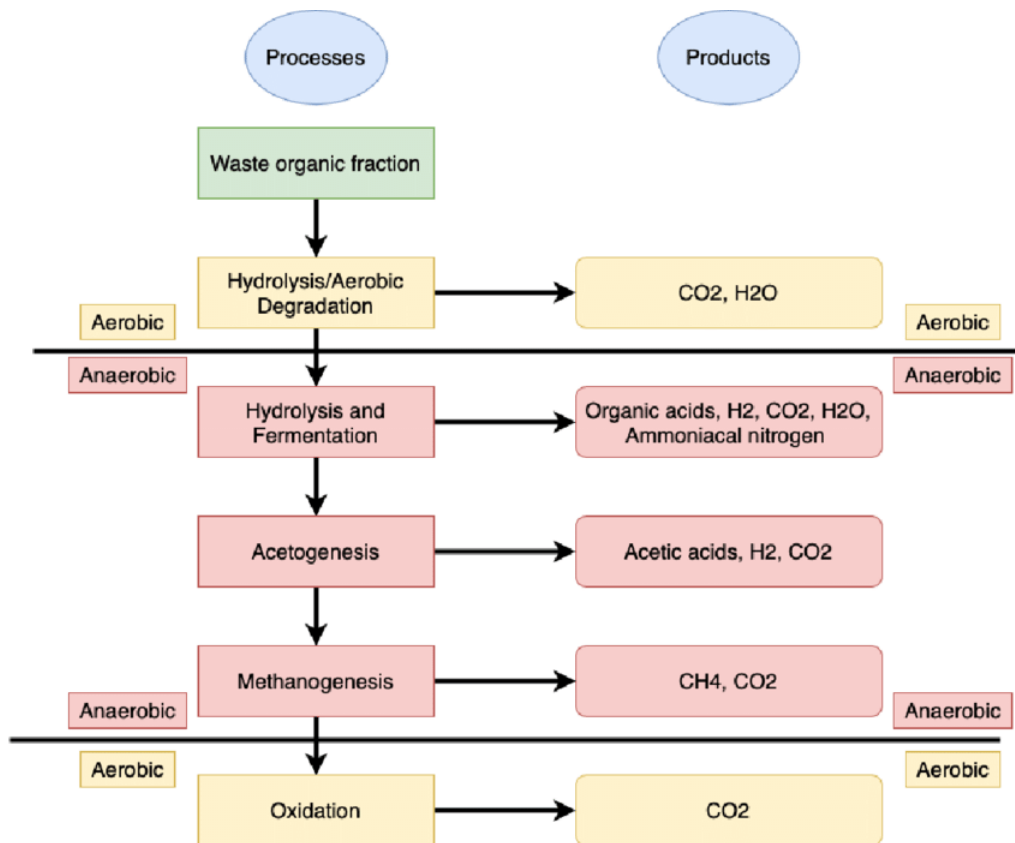 Processes
Products
Waste organic fraction
Hydrolysis/Aerobic
Degradation
CO2, H2O
Aerobic
Aerobic
Anaerobic
Anaerobic
Hydrolysis and
Fermentation
Organic acids, H2, CO2, H2O,
Ammoniacal nitrogen
Acetogenesis
Acetic acids, H2, CO2
Methanogenesis
CH4, CO2
Anaerobic
Anaerobic
Aerobic
Aerobic
Oxidation
CO2